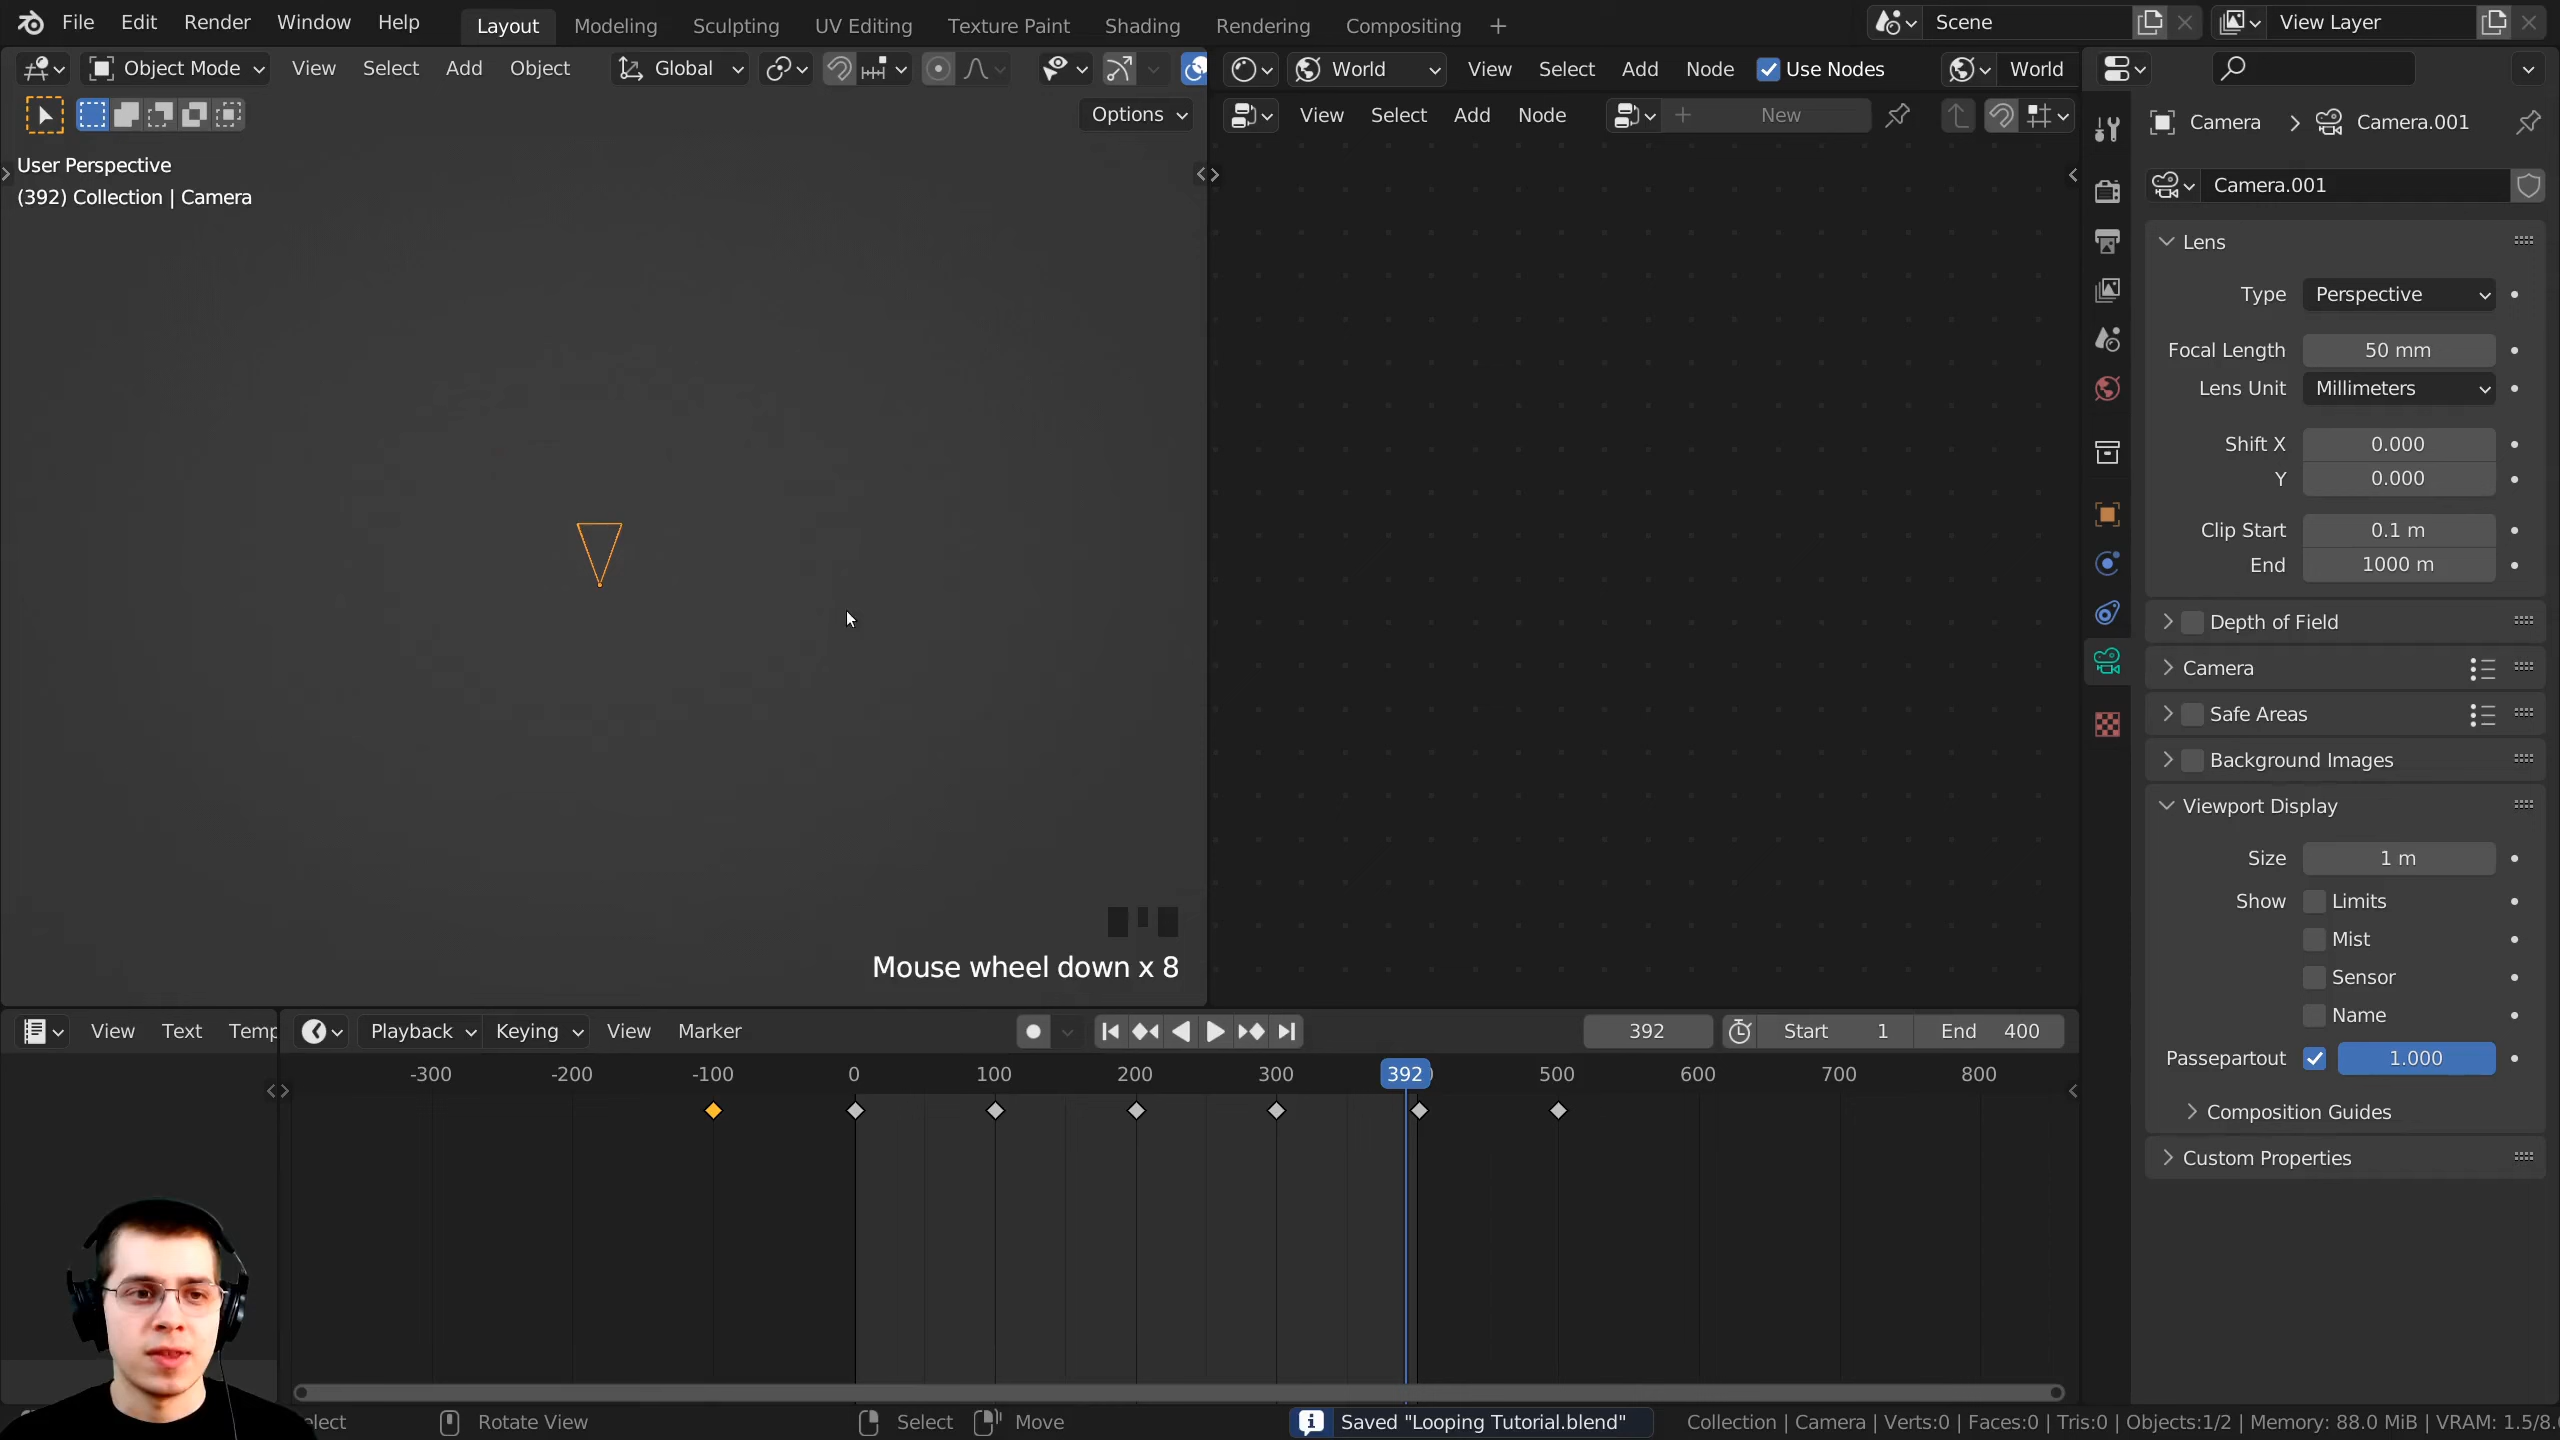 File Edit Render Window Help Layout Modeling Sculpting UV Editing Texture Paint Shading Rendering Compositing + Scene View Layer
Object Mode View Select Add Object Global World View Select Add Node Use Nodes World
Options View Select Add Node New
User Perspective
(392) Collection | Camera
Mouse wheel down x 8
Camera Camera.001
Camera.001
Lens
Type Perspective
Focal Length 50 mm
Lens Unit Millimeters
Shift X 0.000
Y 0.000
Clip Start 0.1 m
End 1000 m
Depth of Field
Camera
Safe Areas
Background Images
Viewport Display
Size 1 m
Show Limits
Mist
Sensor
Name
Passepartout 1.000
Composition Guides
Custom Properties
View Text Temp Playback Keying View Marker 392 Start 1 End 400
-300 -200 -100 0 100 200 300 392 500 600 700 800
elect Rotate View Select Move Saved "Looping Tutorial.blend" Collection | Camera | Verts:0 | Faces:0 | Tris:0 | Objects:1/2 | Memory: 88.0 MiB | VRAM: 1.5/8.